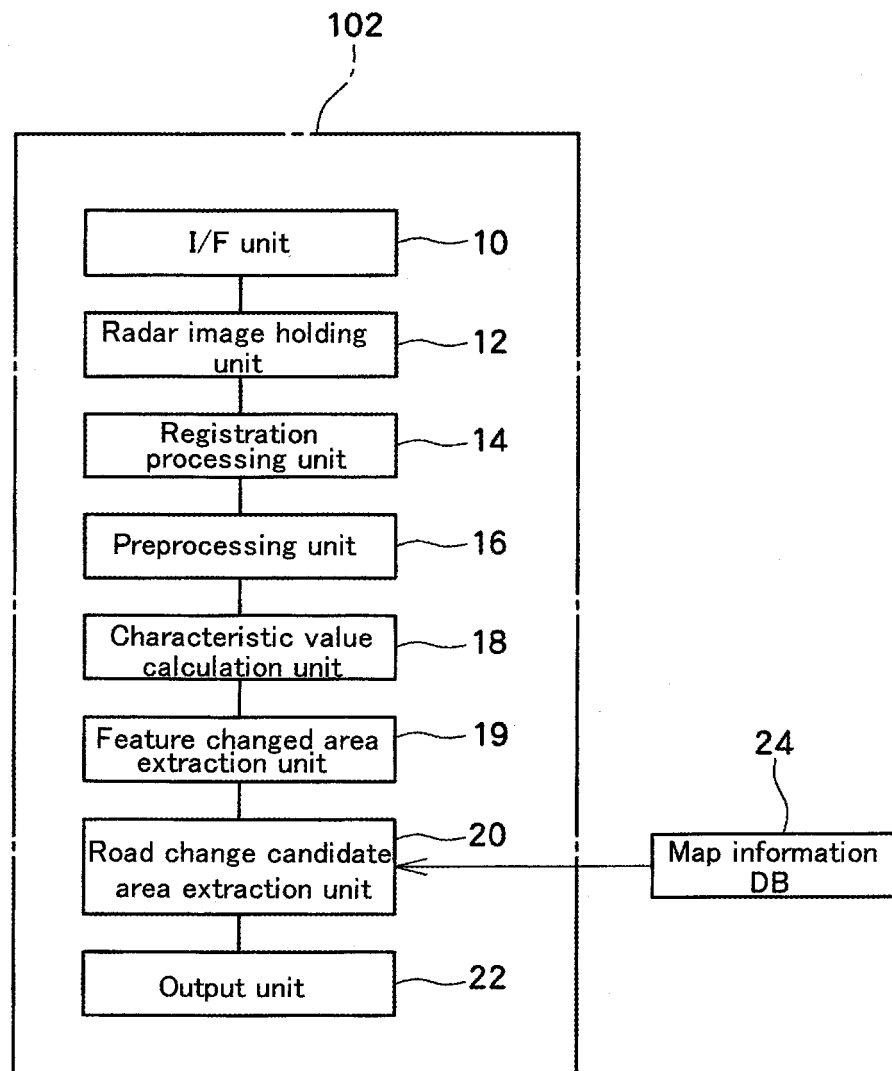 102
I/F unit
10
Radar image holding
unit
12
Registration
processing unit
14
Preprocessing unit
16
Characteristic value
calculation unit
18
Feature changed area
extraction unit
19
Road change candidate
area extraction unit
20
24
Map information
DB
Output unit
22